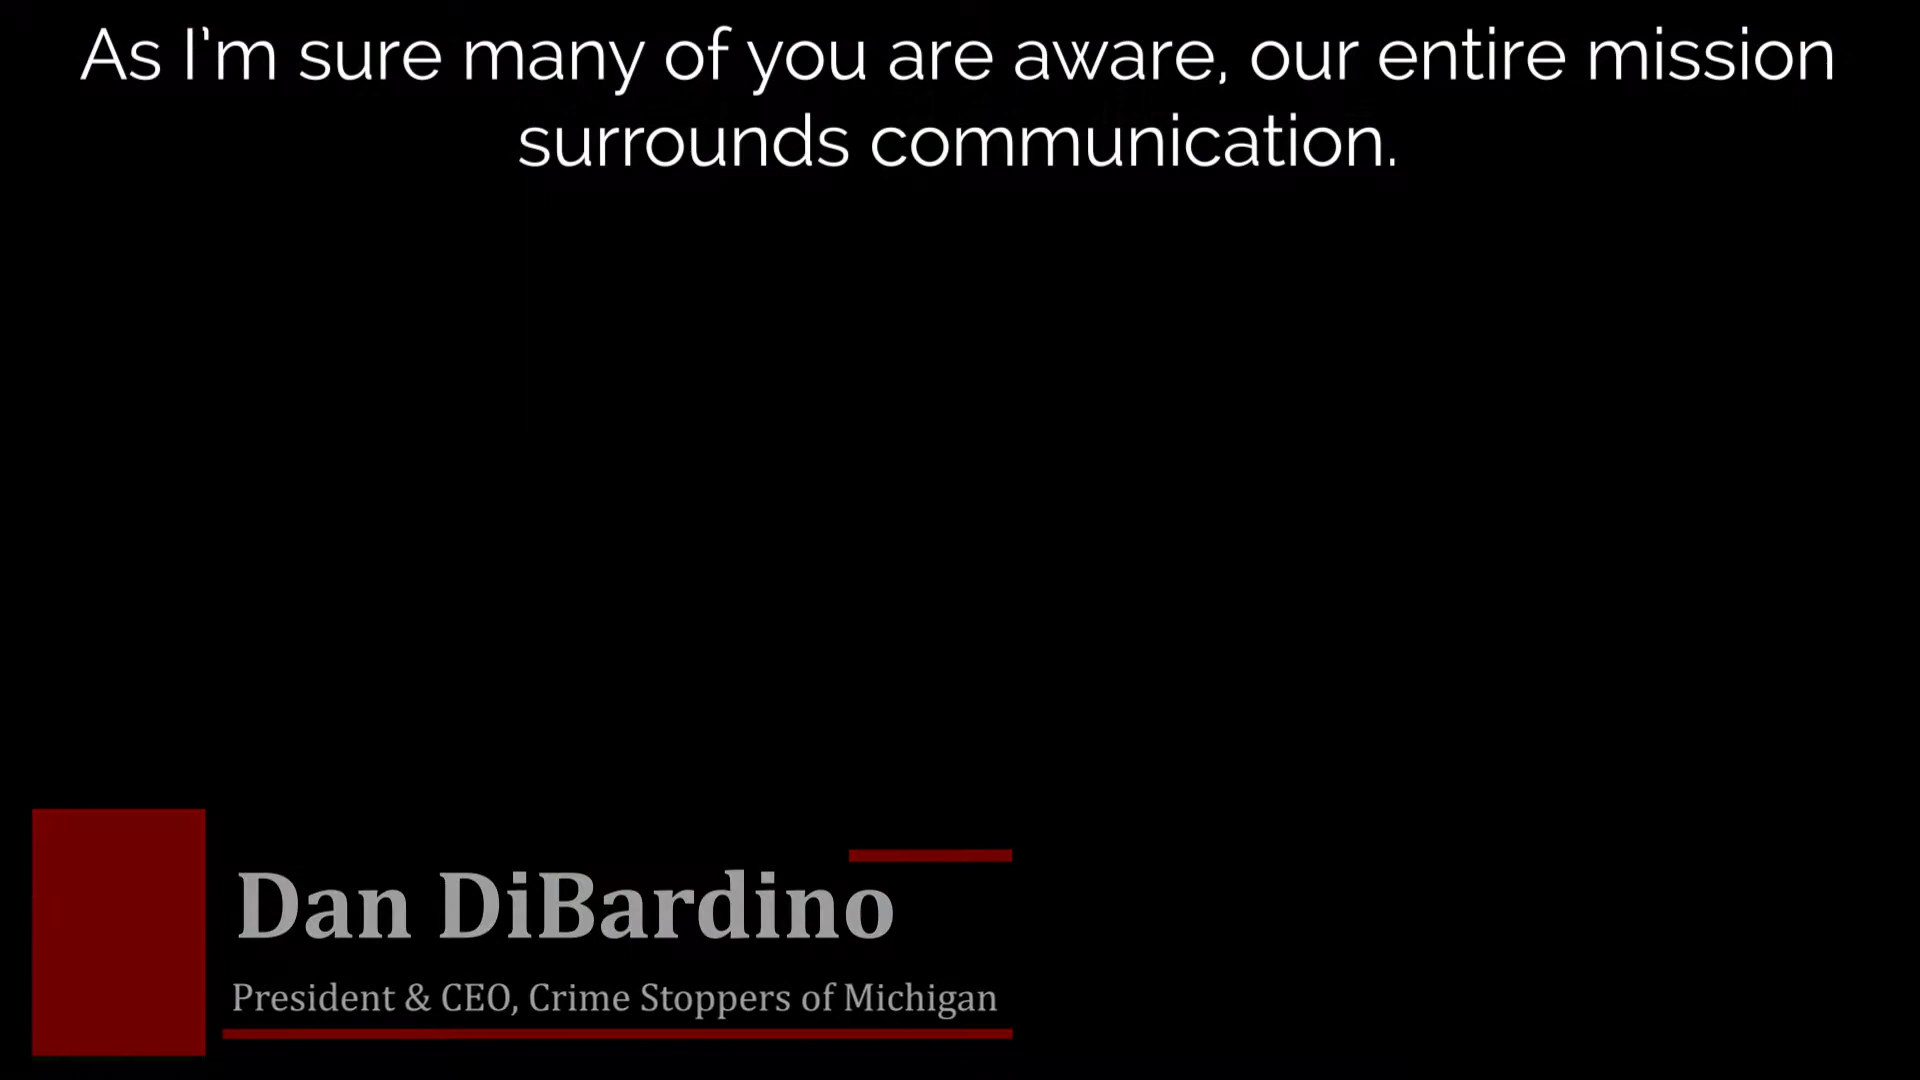 As I'm sure many of you are aware, our entire mission
surrounds communication.
Dan DiBardino
President & CEO, Crime Stoppers of Michigan